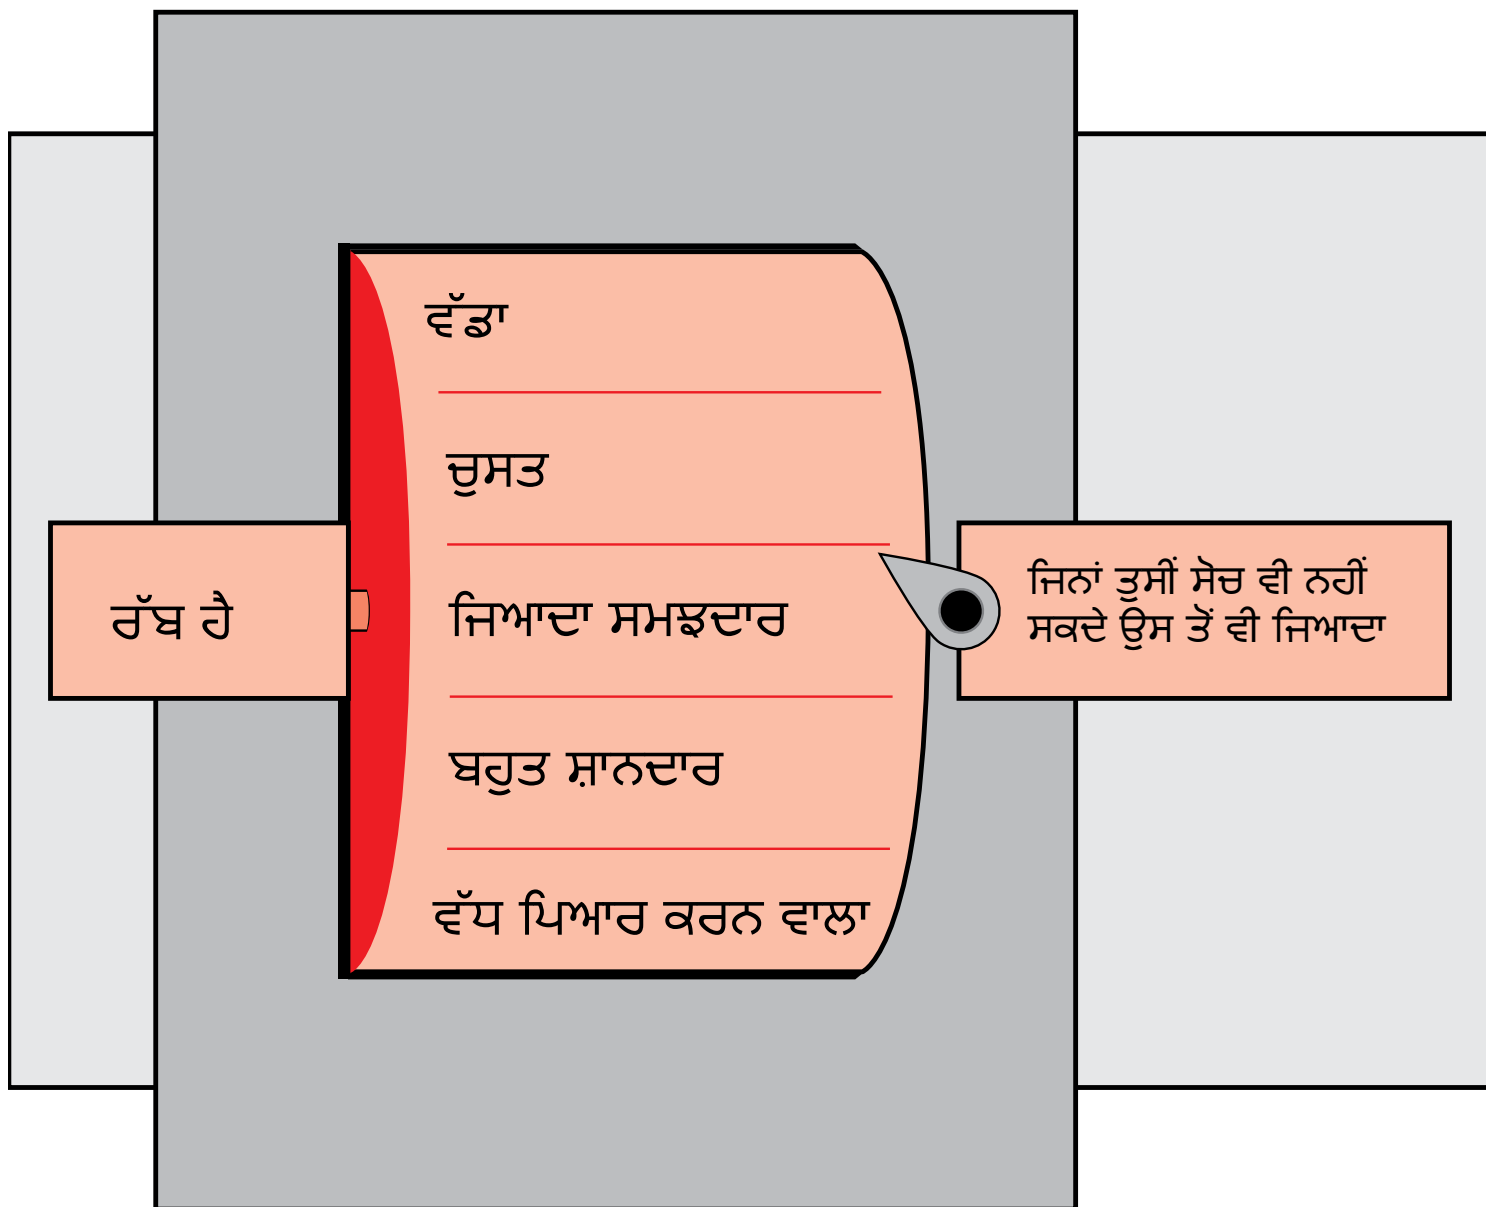 ਵੱਡਾ
ਚੁਸਤ
ਰੱਬ ਹੈ
ਜਿਆਦਾ ਸਮਝਦਾਰ
ਜਿਨਾਂ ਤੁਸੀਂ ਸੋਚ ਵੀ ਨਹੀਂ
ਸਕਦੇ ਉਸ ਤੋਂ ਵੀ ਜਿਆਦਾ
ਬਹੁਤ ਸ਼ਾਨਦਾਰ
ਵੱਧ ਪਿਆਰ ਕਰਨ ਵਾਲਾ